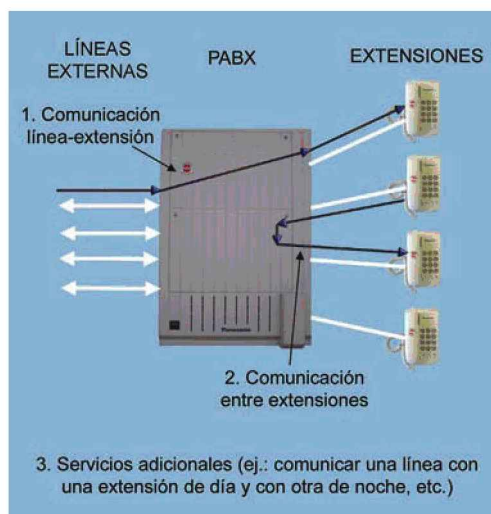 LÍNEAS
EXTERNAS
PABX
EXTENSIONES
1. Comunicación
línea-extensión
Panasonic
2. Comunicación
entre extensiones
3. Servicios adicionales (ej.: comunicar una línea con
una extensión de día y con otra de noche, etc.)